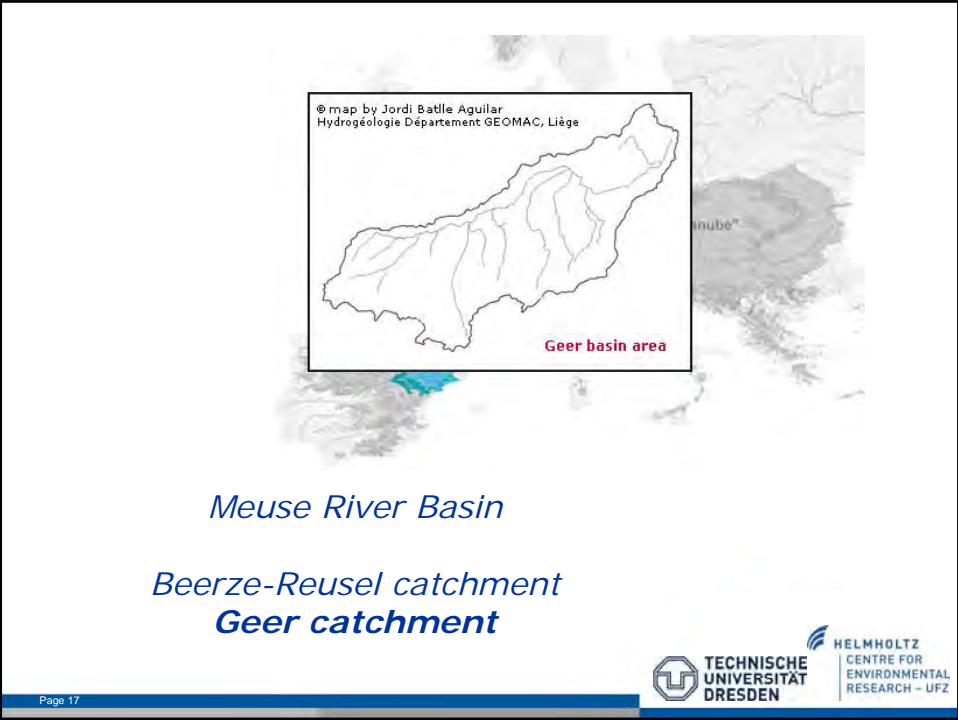 © map by Jordi Batlle Aguilar
Hydrogéologie Département GEOMAC, Liège
nube"
Geer basin area
Meuse River Basin
Beerze-Reusel catchment
Geer catchment
TECHNISCHE
UNIVERSITÄT
DRESDEN
HELMHOLTZ
CENTRE FOR
ENVIRONMENTAL
RESEARCH – UFZ
Page 17